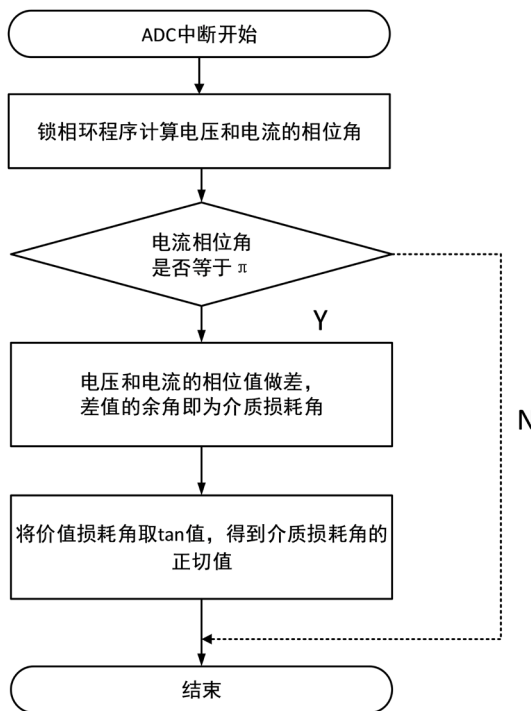 ADC中断开始
锁相环程序计算电压和电流的相位角
电流相位角
是否等于 π
Y
N
电压和电流的相位值做差,
差值的余角即为介质损耗角
将价值损耗角取tan值，得到介质损耗角的
正切值
结束